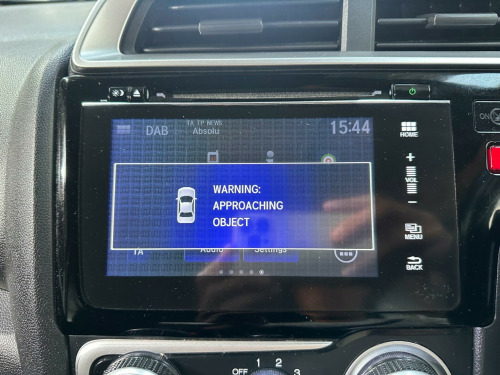 TA TP NEWS
DAB
Absolu
15:44
HOME
ON
WARNING:
APPROACHING
OBJECT
VOL
MENU
TA
Audio
Settings
BACK
OFF 1 2 3